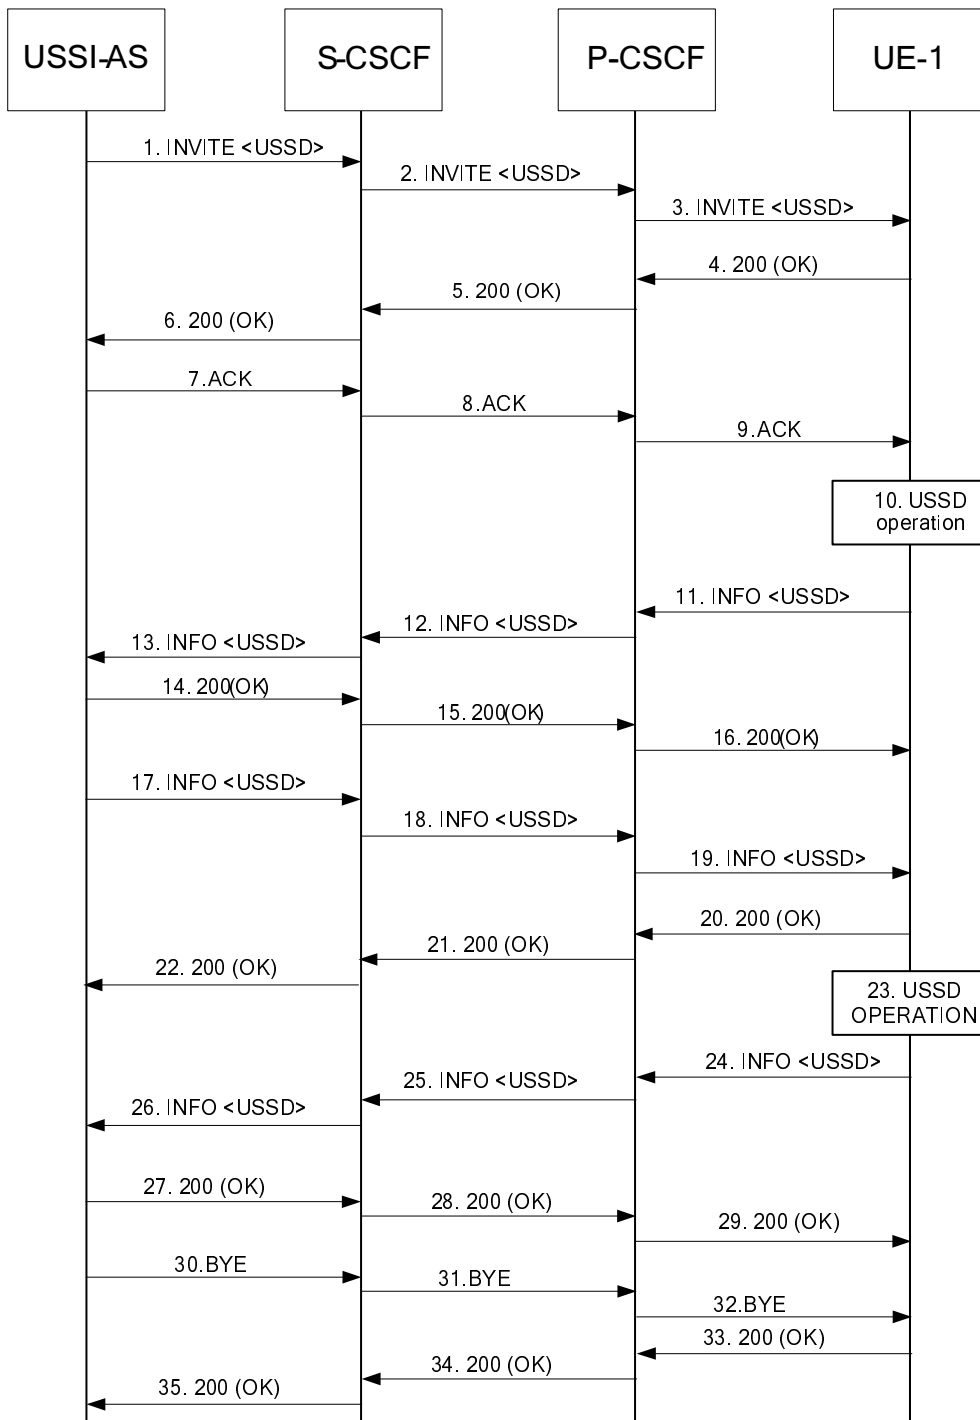 USSI-AS
S-CSCF
P-CSCF
UE-1
1. INVITE <USSD>
2. INVITE <USSD>
3. INVITE <USSD>
4. 200 (OK)
5. 200 (OK)
6. 200 (OK)
7.ACK
8.ACK
9.ACK
10. USSD
operation
11. INFO <USSD>
12. INFO <USSD>
13. INFO <USSD>
14. 200(OK)
15. 200(OK)
16. 200(OK)
17. INFO <USSD>
18. INFO <USSD>
19. INFO <USSD>
20. 200 (OK)
21. 200 (OK)
22. 200 (OK)
23. USSD
OPERATION
24. INFO <USSD>
25. INFO <USSD>
26. INFO <USSD>
27. 200 (OK)
28. 200 (OK)
29. 200 (OK)
30.BYE
31.BYE
32.BYE
33. 200 (OK)
34. 200 (OK)
35. 200 (OK)